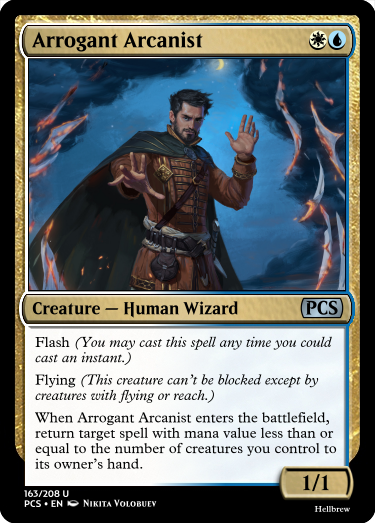 Arrogant Arcanist
Creature — Human Wizard
PCS
Flash (You may cast this spell any time you could
cast an instant.)
Flying (This creature can't be blocked except by
creatures with flying or reach.)
When Arrogant Arcanist enters the battlefield,
return target spell with mana value less than or
equal to the number of creatures you control to
its owner's hand.
1/1
163/208 U
PCS • EN Nikita Volobuev
Hellbrew